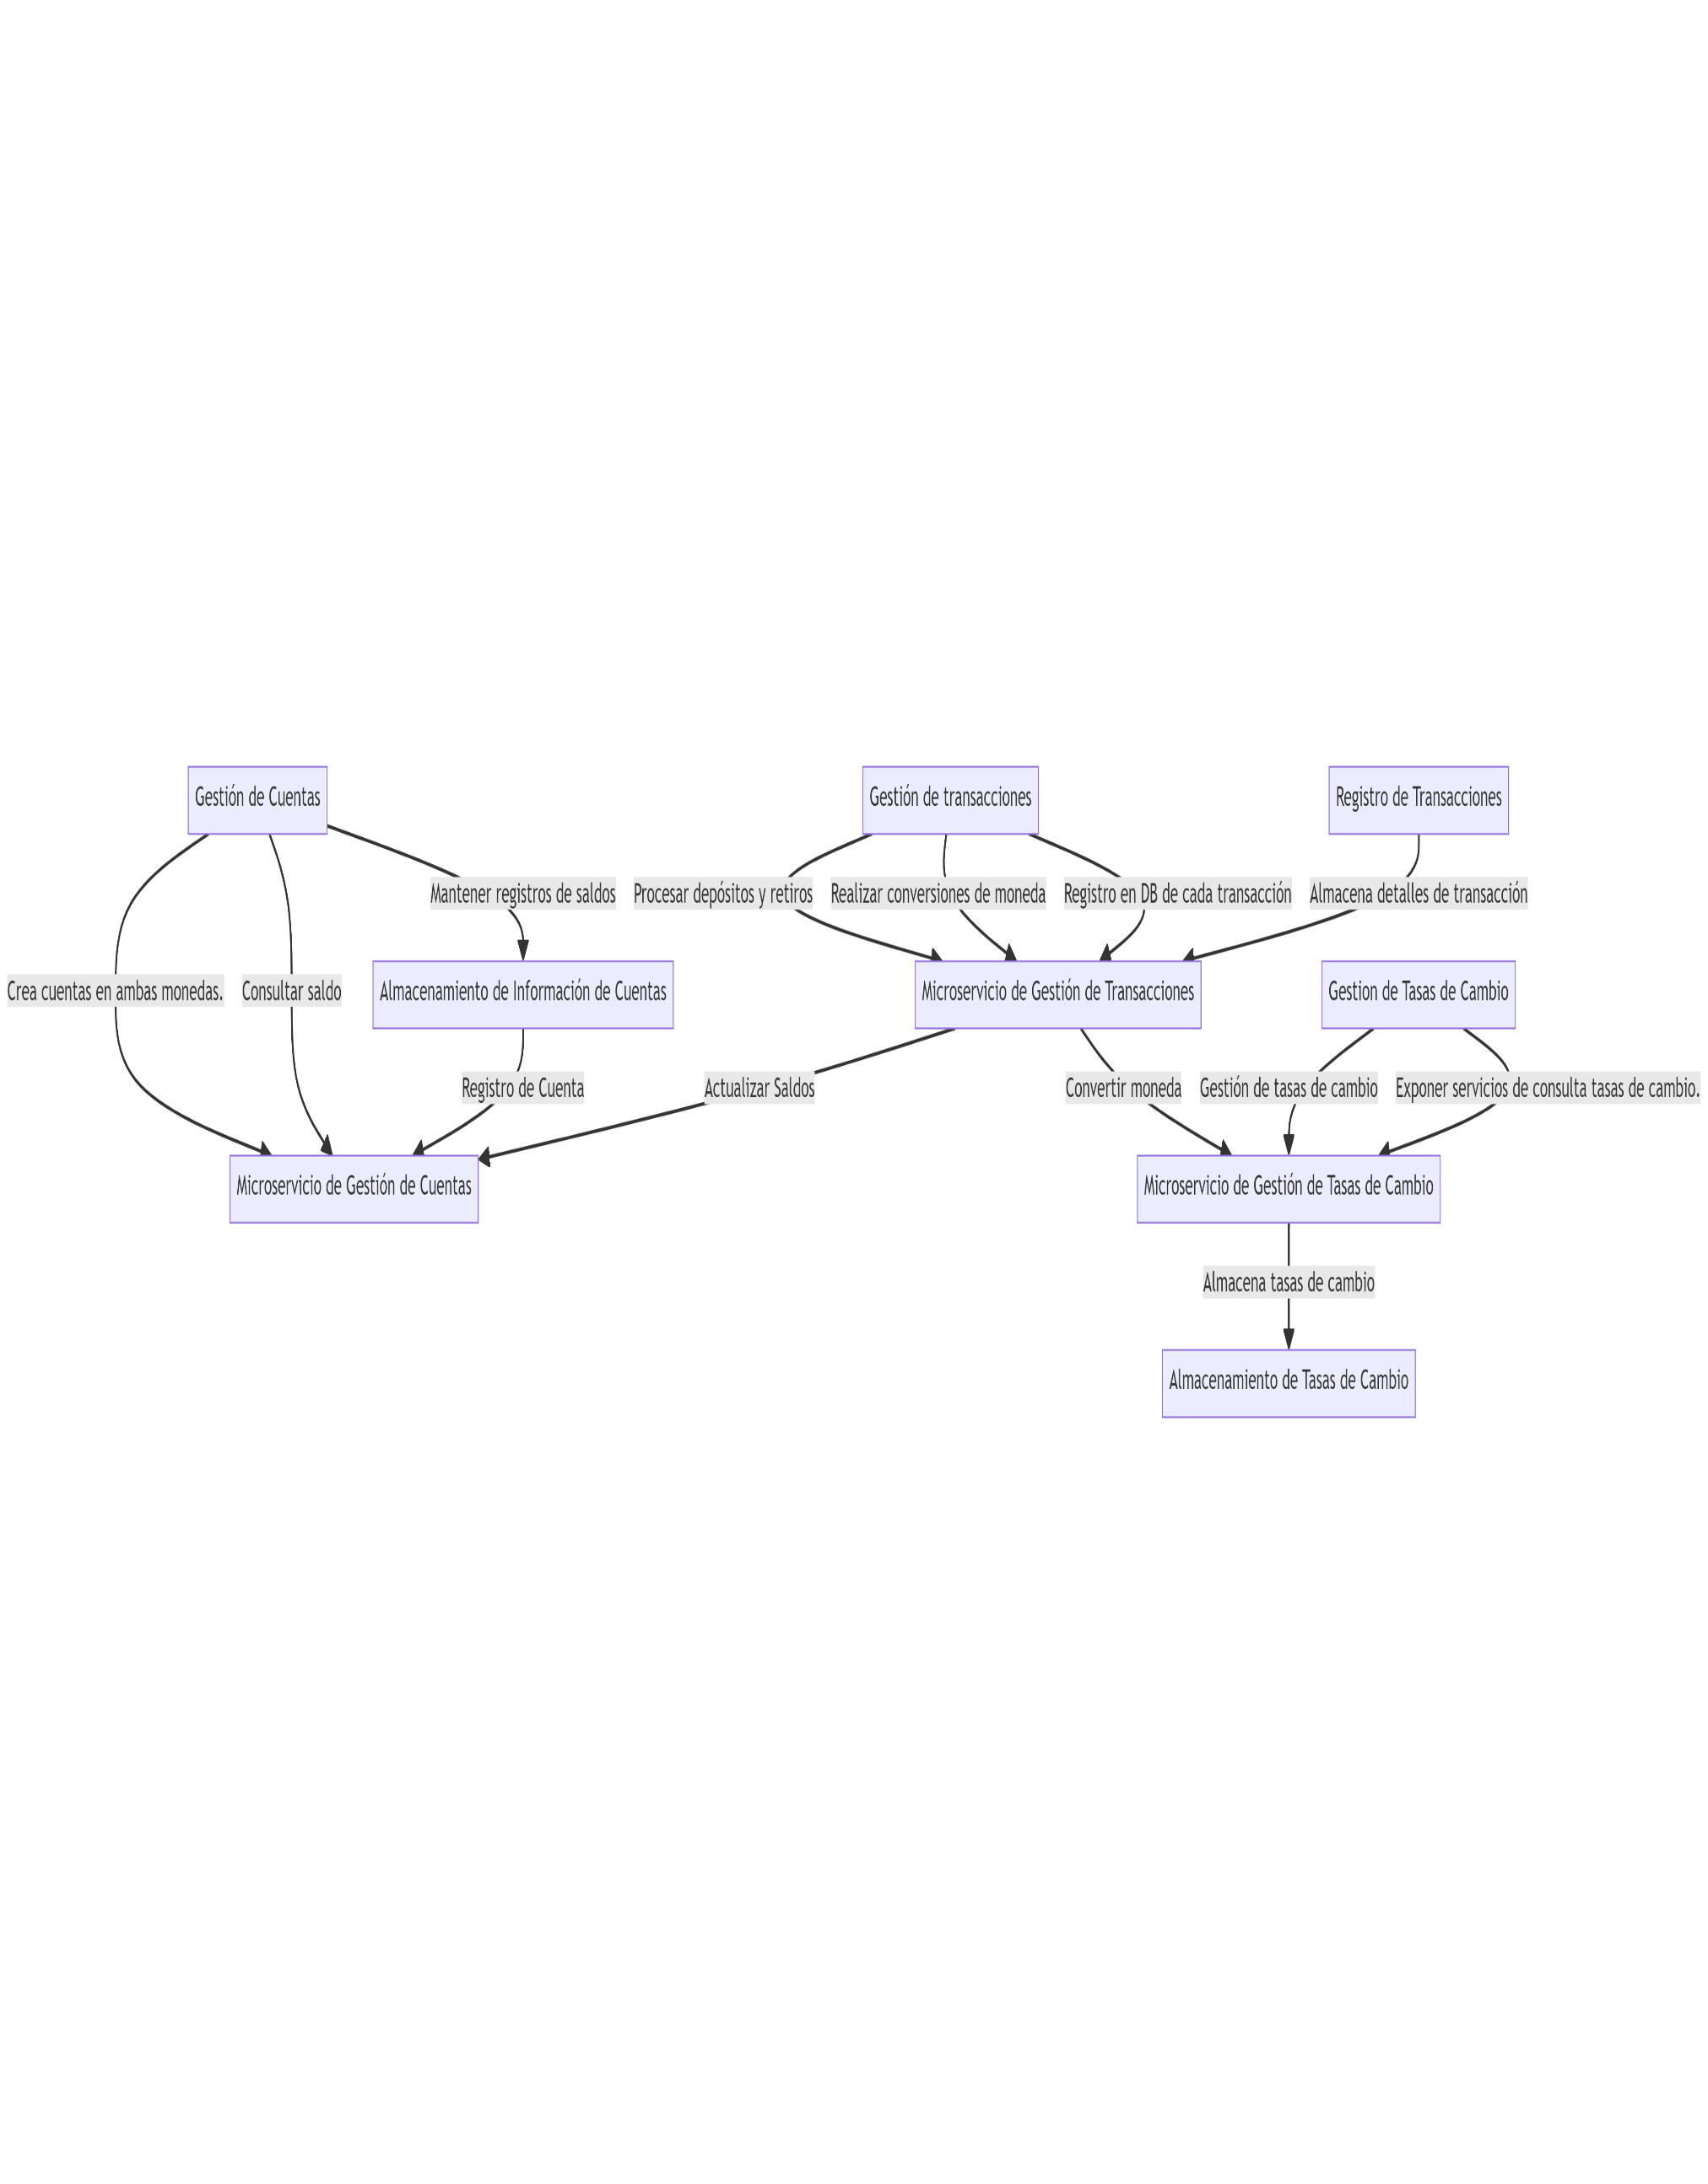 Gestión de Cuentas
Gestión de transacciones
Registro de Transacciones
Mantener registros de saldos
Procesar depósitos y retiros
Realizar conversiones de moneda
Registro en DB de cada transacción
Almacena detalles de transacción
Crea cuentas en ambas monedas.
Consultar saldo
Almacenamiento de Información de Cuentas
Microservicio de Gestión de Transacciones
Gestion de Tasas de Cambio
Registro de Cuenta
Actualizar Saldos
Convertir moneda
Gestión de tasas de cambio
Exponer servicios de consulta tasas de cambio.
Microservicio de Gestión de Cuentas
Microservicio de Gestión de Tasas de Cambio
Almacena tasas de cambio
Almacenamiento de Tasas de Cambio